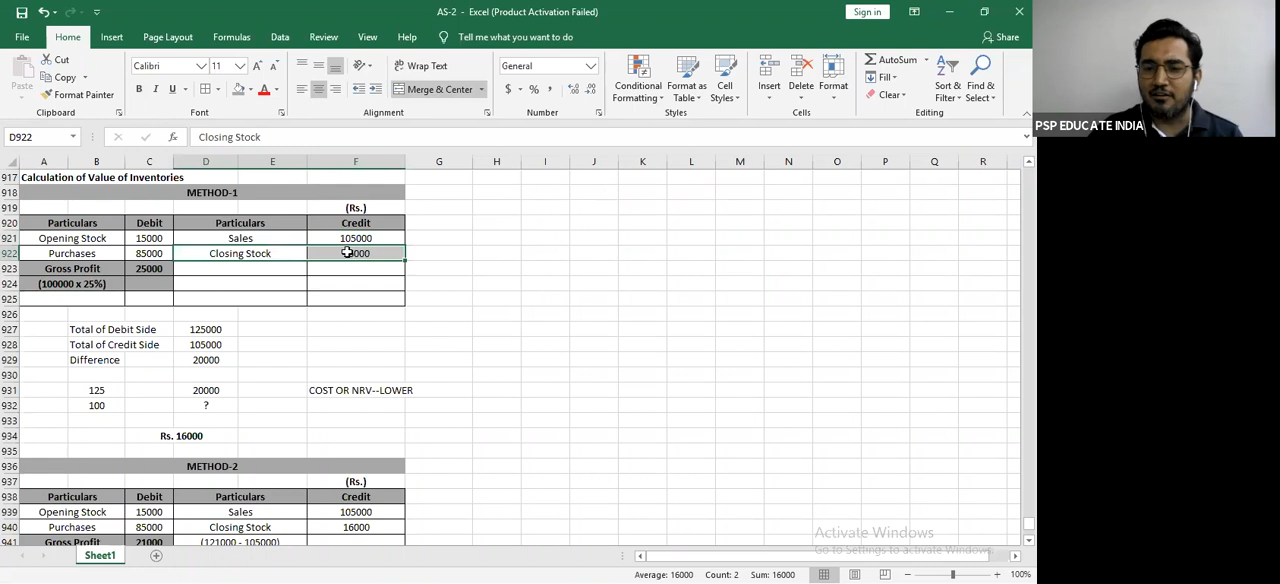 AS-2 - Excel (Product Activation Failed)
Sign in
File Home Insert Page Layout Formulas Data Review View Help Tell me what you want to do Share
Paste
Cut
Copy
Format Painter
Clipboard
Calibri 11
B I U
Font
Wrap Text
Merge & Center
Alignment
General
$ % ,
Number
Conditional Formatting
Format as Table
Cell Styles
Styles
Insert Delete Format
Cells
AutoSum
Fill
Clear
Sort & Filter
Find & Select
Editing
PSP EDUCATE INDIA
D922 fx Closing Stock
A B C D E F G H I J K L M N O P Q R
917 Calculation of Value of Inventories
918 METHOD-1
919 (Rs.)
920 Particulars Debit Particulars Credit
921 Opening Stock 15000 Sales 105000
922 Purchases 85000 Closing Stock
923 Gross Profit 25000
924 (100000 x 25%)
925
926
927 Total of Debit Side 125000
928 Total of Credit Side 105000
929 Difference 20000
930
931 125 20000 COST OR NRV--LOWER
932 100 ?
933
934 Rs. 16000
935
936 METHOD-2
937 (Rs.)
938 Particulars Debit Particulars Credit
939 Opening Stock 15000 Sales 105000
940 Purchases 85000 Closing Stock 16000
941 Gross Profit 21000 (121000 - 105000)
Activate Windows
Go to Settings to activate Windows.
Sheet1
Average: 16000 Count: 2 Sum: 16000 100%